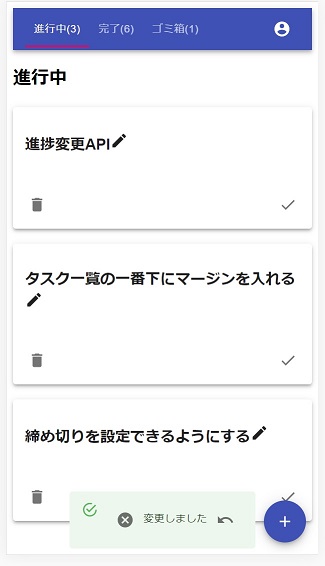 進行中(3) 完了(6) ゴミ箱(1)
進行中
進捗変更API
タスク一覧の一番下にマージンを入れる
締め切りを設定できるようにする
変更しました